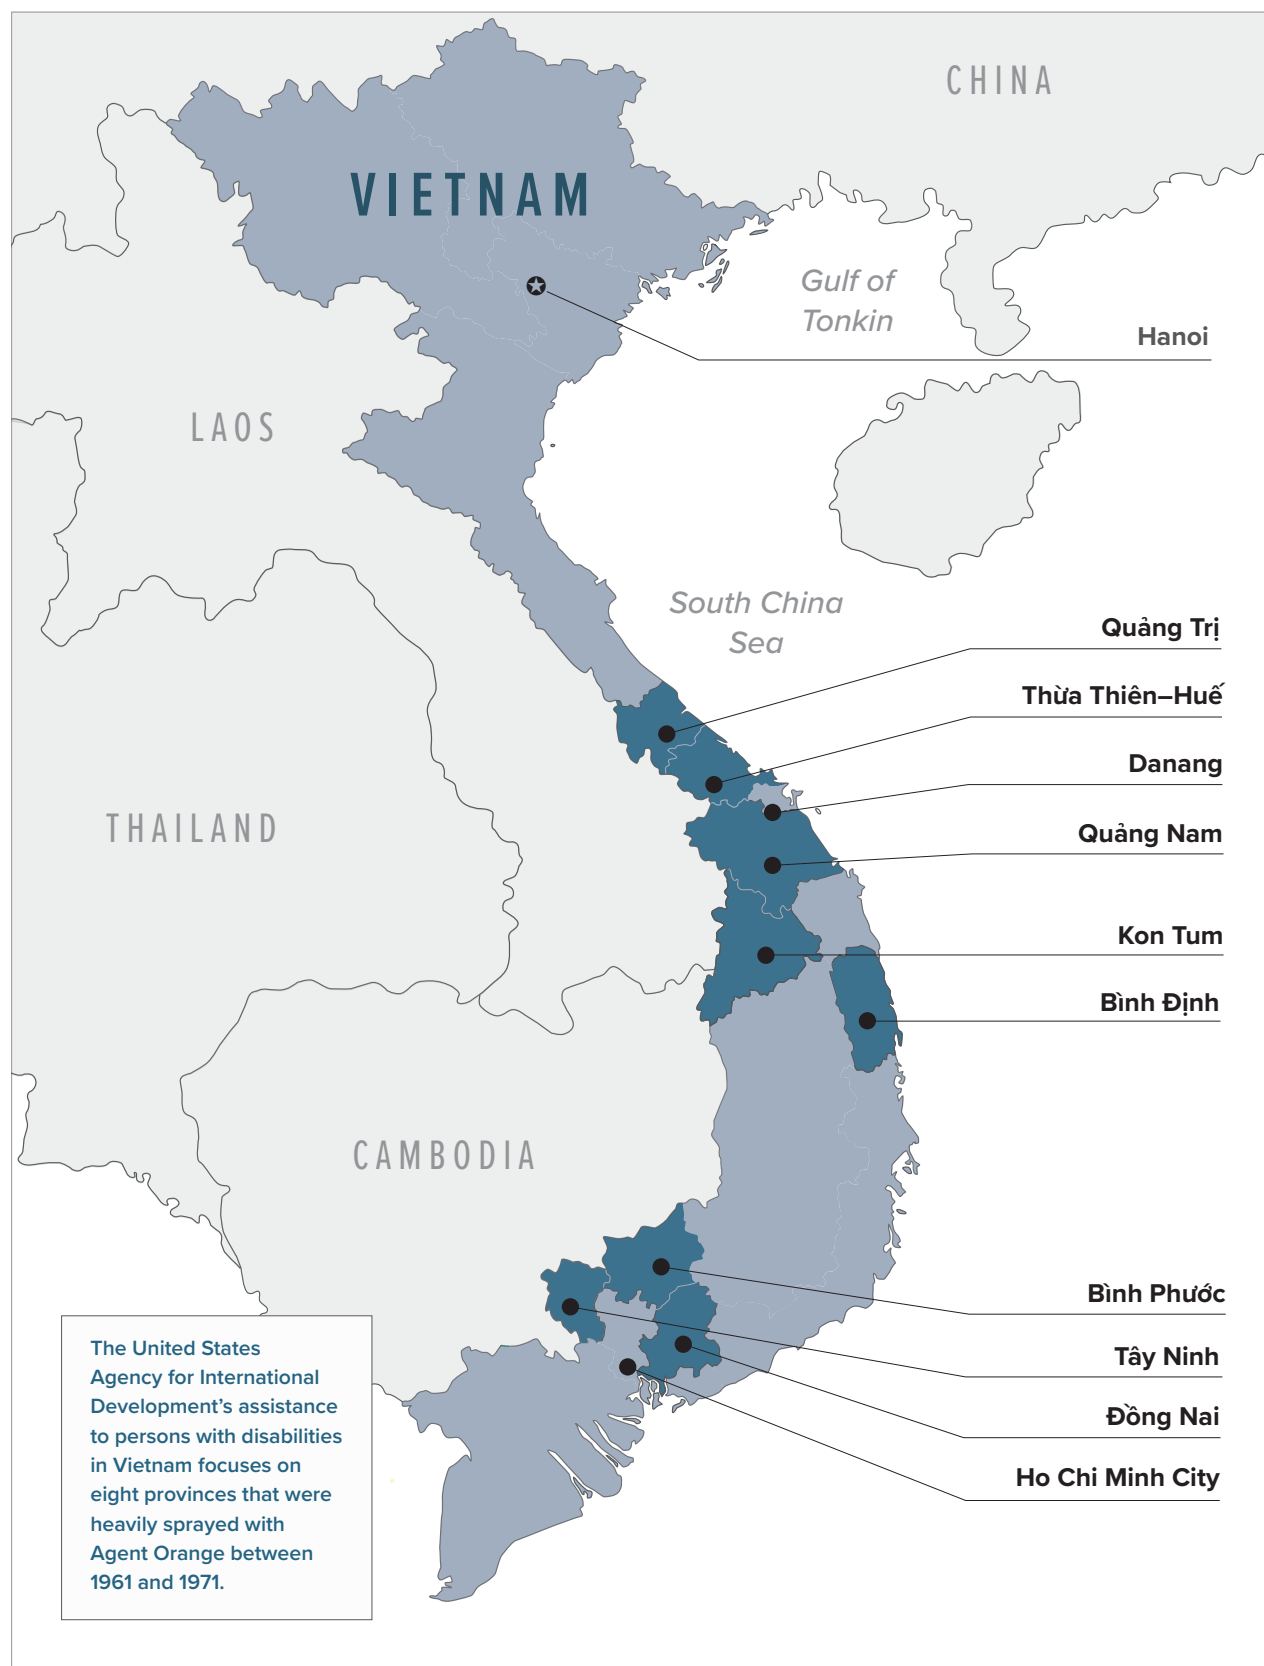 CHINA
VIETNAM
Gulf of
Tonkin
Hanoi
LAOS
South China
Sea
Quảng Trị
Thừa Thiên–Huế
Danang
THAILAND
Quảng Nam
Kon Tum
Bình Định
CAMBODIA
Bình Phước
Tây Ninh
Đồng Nai
Ho Chi Minh City
The United States
Agency for International
Development’s assistance
to persons with disabilities
in Vietnam focuses on
eight provinces that were
heavily sprayed with
Agent Orange between
1961 and 1971.